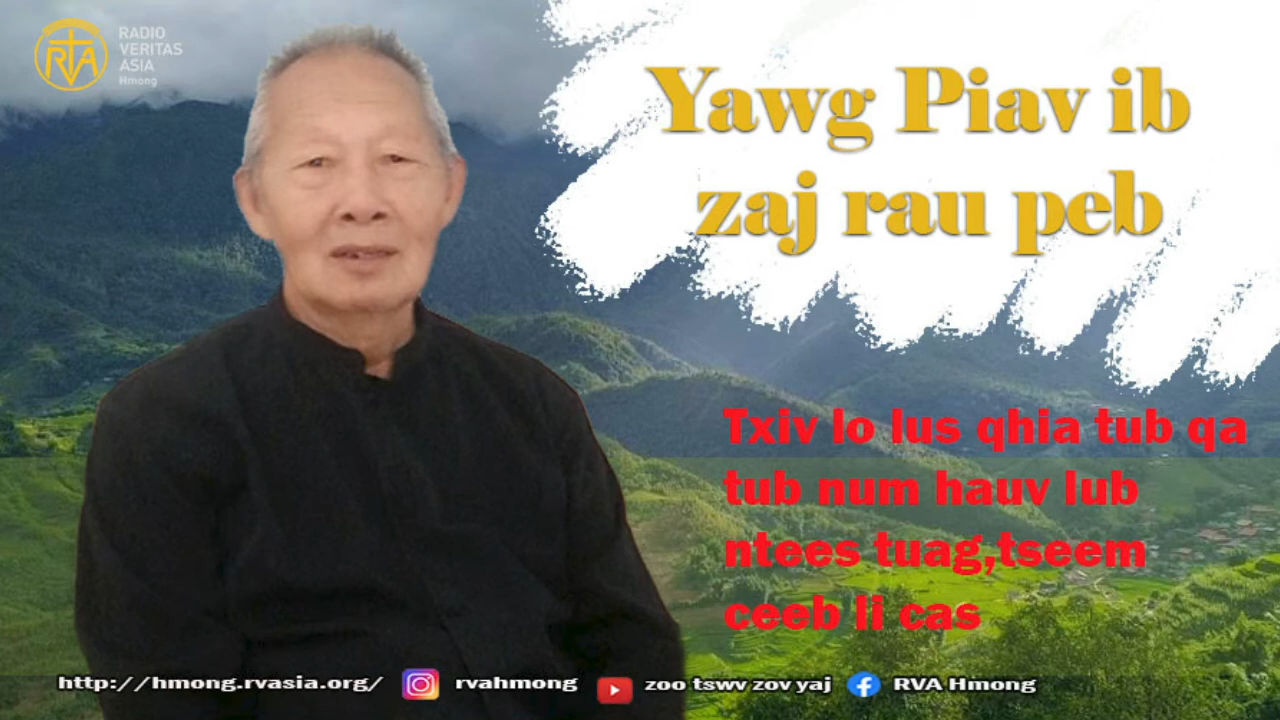 RADIO
VERITAS
ASIA
Hmong
RVA
Yawg Piav ib
zaj rau peb
Txiv lo lus qhia tub qa
tub num hauv lub
ntees tuag,tseem
ceeb li cas
http://hmong.rvasia.org/ rvahmong zoo tswv zov yaj RVA Hmong